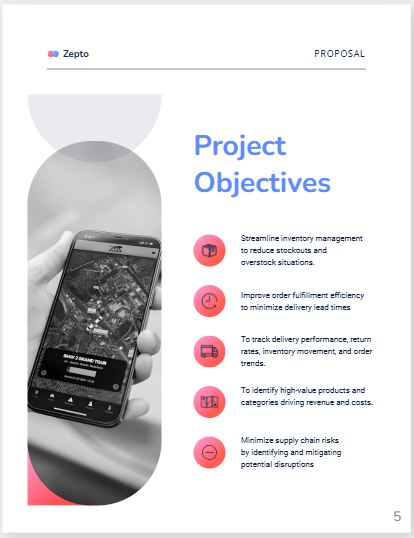 Zepto
PROPOSAL
Project
Objectives
Streamline inventory management
to reduce stockouts and
overstock situations.
Improve order fulfillment efficiency
to minimize delivery lead times
To track delivery performance, return
rates, inventory movement, and order
trends.
To identify high-value products and
categories driving revenue and costs.
Minimize supply chain risks
by identifying and mitigating
potential disruptions
BMW 2 GRAND TOUR
5